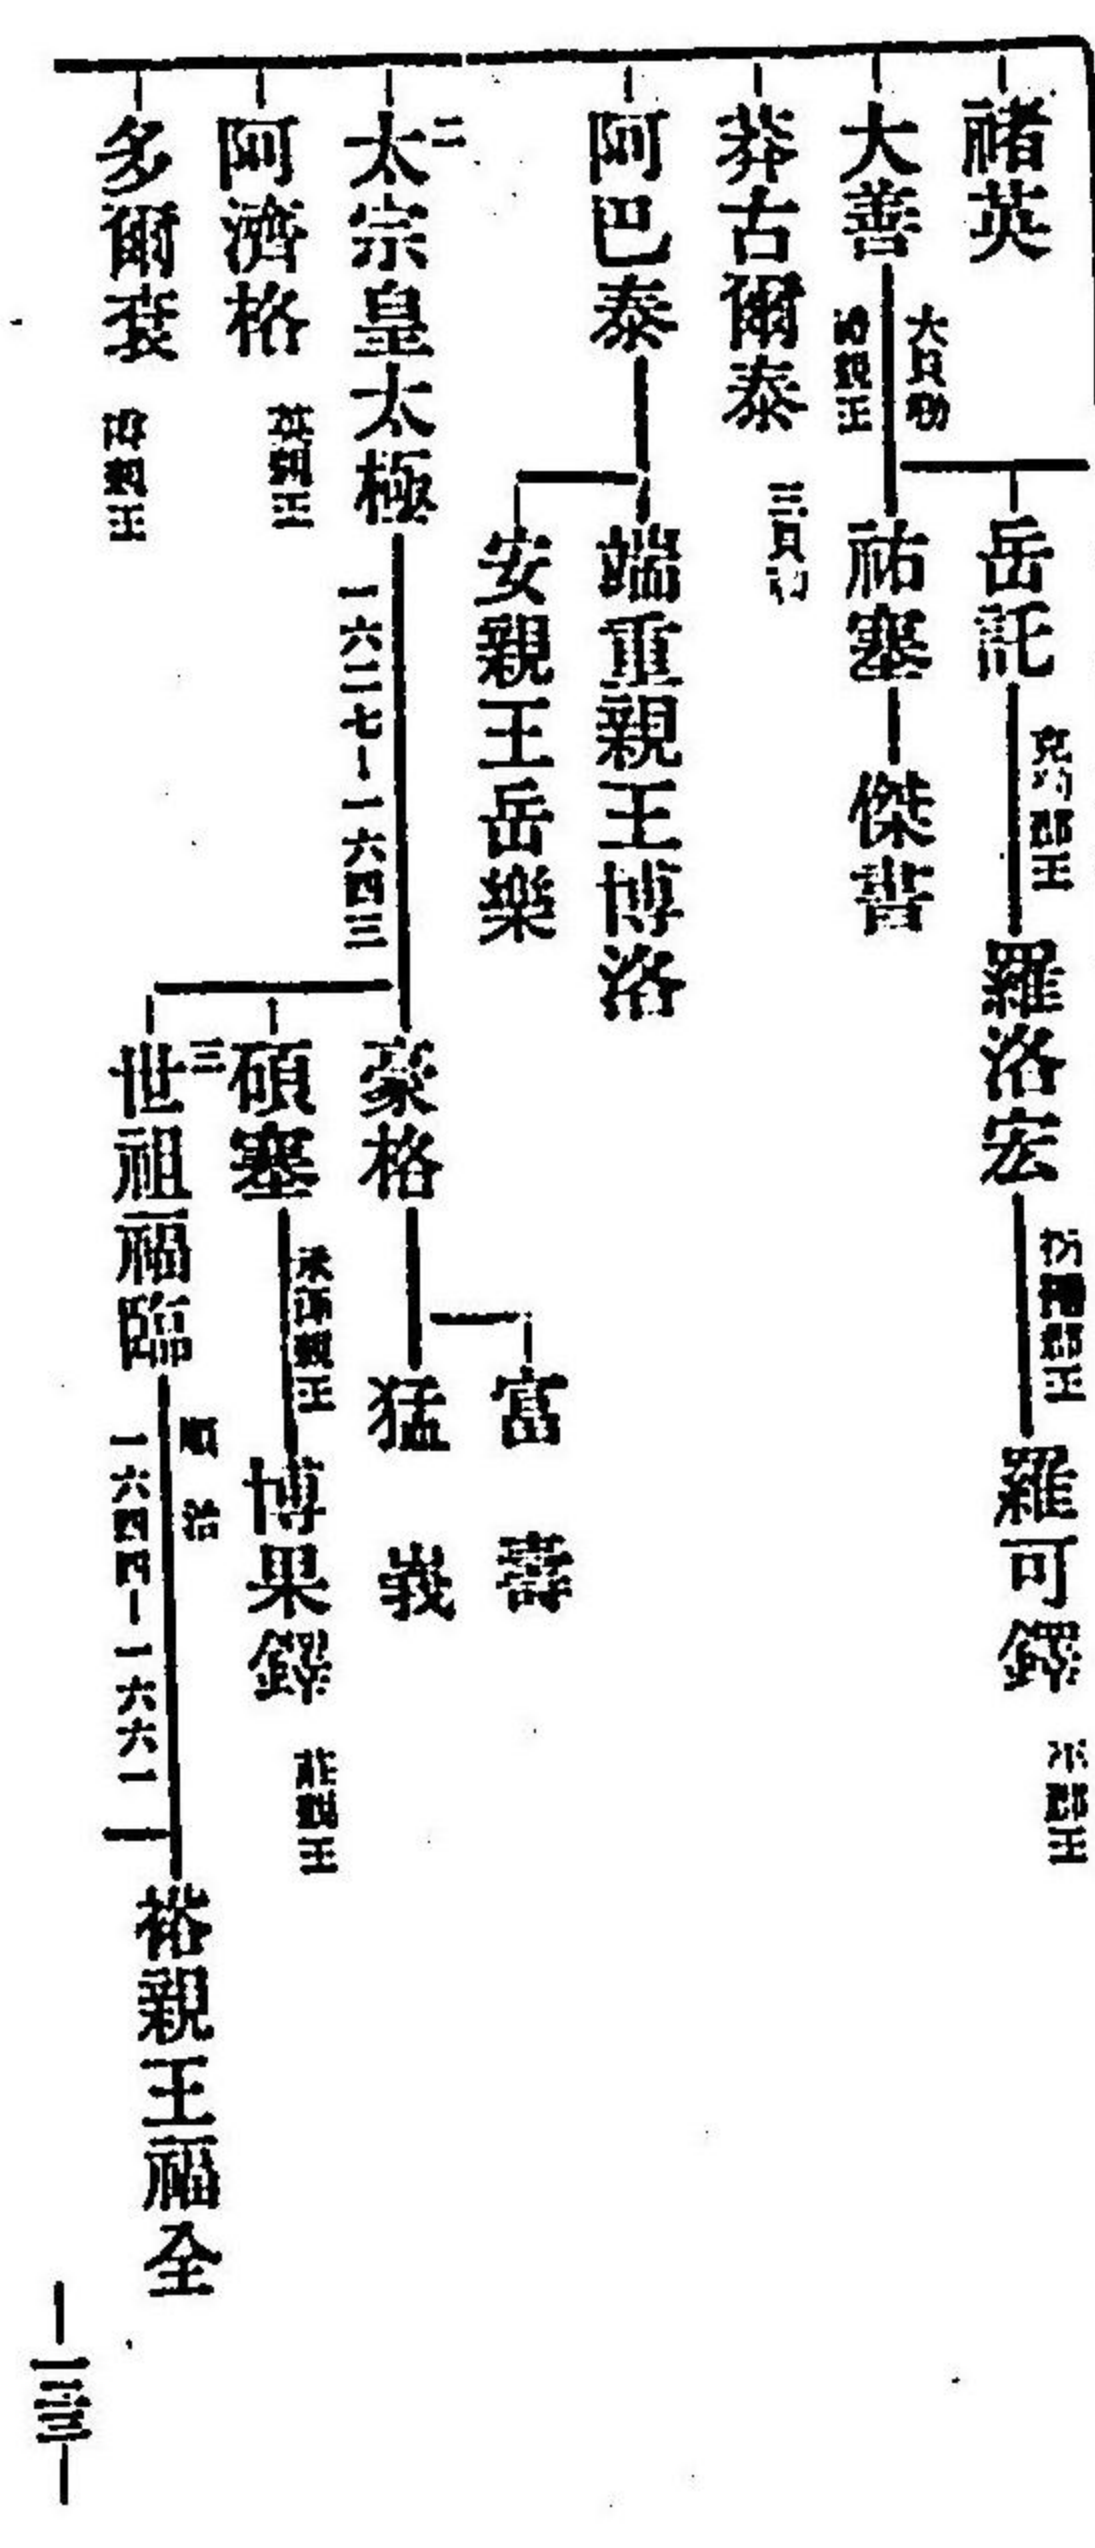 褚英
大善
大貝勒
禮親王
岳託
克勤郡王
羅洛宏
衍禧郡王
羅可鐸
平郡王
祐塞
傑書
莽古爾泰
三貝勒
阿巴泰
端重親王博洛
安親王岳樂
二
太宗皇太極
一六二七－一六四三
豪格
富壽
猛峩
碩塞
承澤親王
博果鐸
莊親王
三
世祖福臨
順治
一六四四－一六六一
裕親王福全
阿濟格
英親王
多爾袞
睿親王